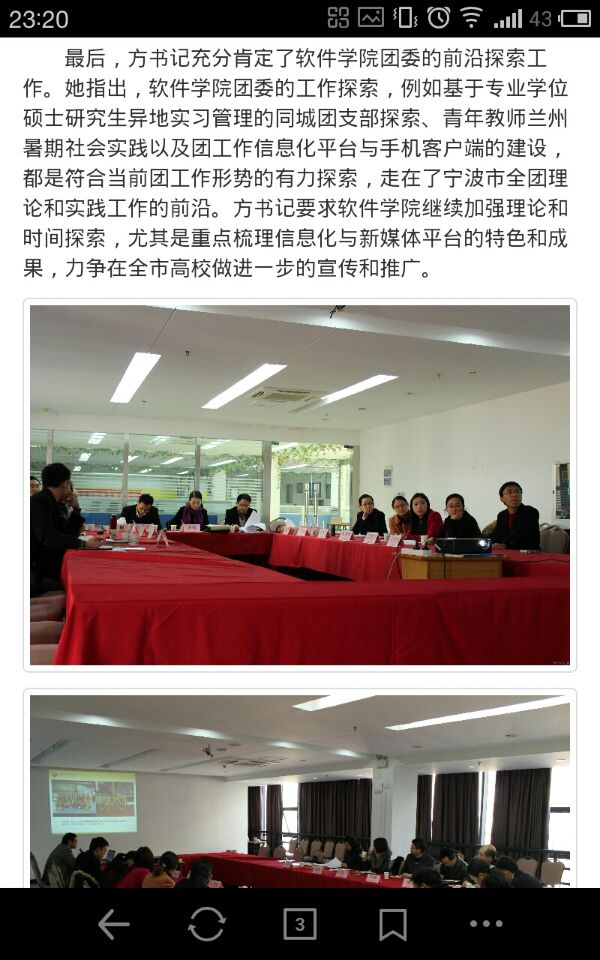 23:20
43
最后，方书记充分肯定了软件学院团委的前沿探索工
作。她指出，软件学院团委的工作探索，例如基于专业学位
硕士研究生异地实习管理的同城团支部探索、青年教师兰州
暑期社会实践以及团工作信息化平台与手机客户端的建设，
都是符合当前团工作形势的有力探索，走在了宁波市全团理
论和实践工作的前沿。方书记要求软件学院继续加强理论和
时间探索，尤其是重点梳理信息化与新媒体平台的特色和成
果，力争在全市高校做进一步的宣传和推广。
3